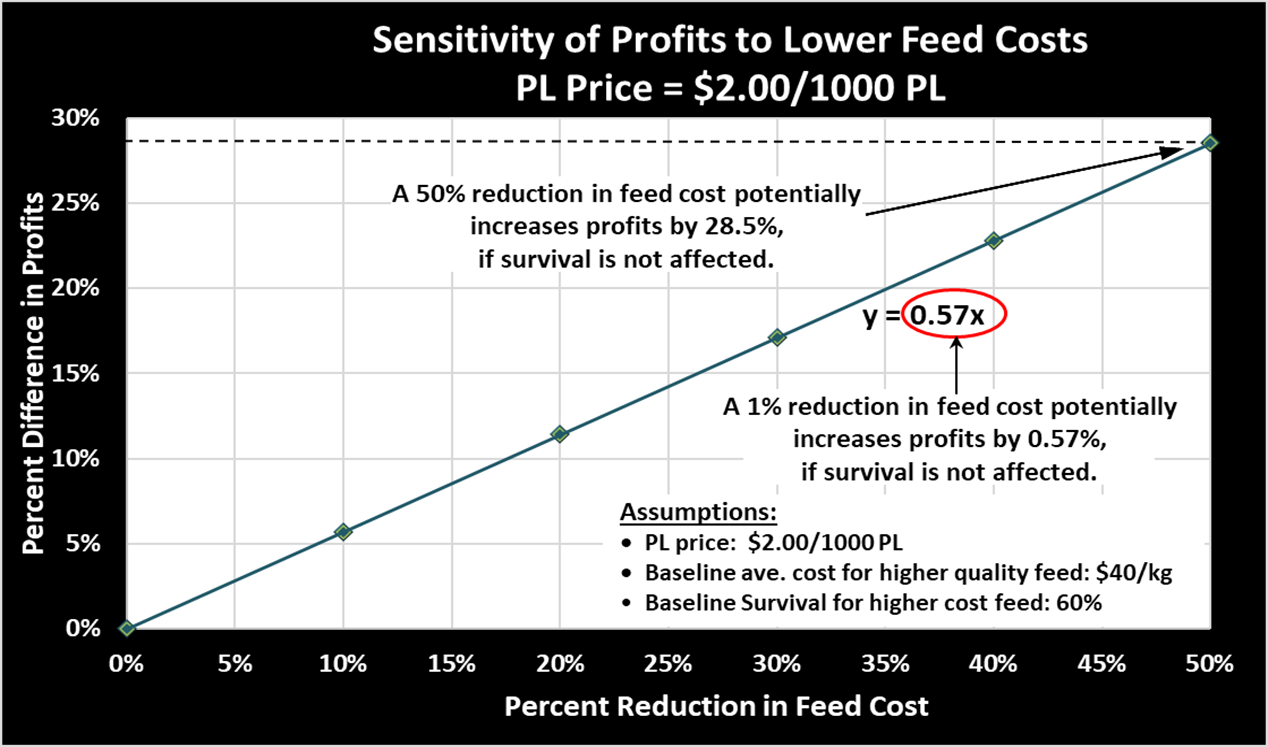 Sensitivity of Profits to Lower Feed Costs
PL Price = $2.00/1000 PL
30%
25%
20%
15%
10%
5%
0%
Percent Difference in Profits
A 50% reduction in feed cost potentially
increases profits by 28.5%,
if survival is not affected.
y = 0.57x
A 1% reduction in feed cost potentially
increases profits by 0.57%,
if survival is not affected.
Assumptions:
• PL price: $2.00/1000 PL
• Baseline ave. cost for higher quality feed: $40/kg
• Baseline Survival for higher cost feed: 60%
0% 5% 10% 15% 20% 25% 30% 35% 40% 45% 50%
Percent Reduction in Feed Cost